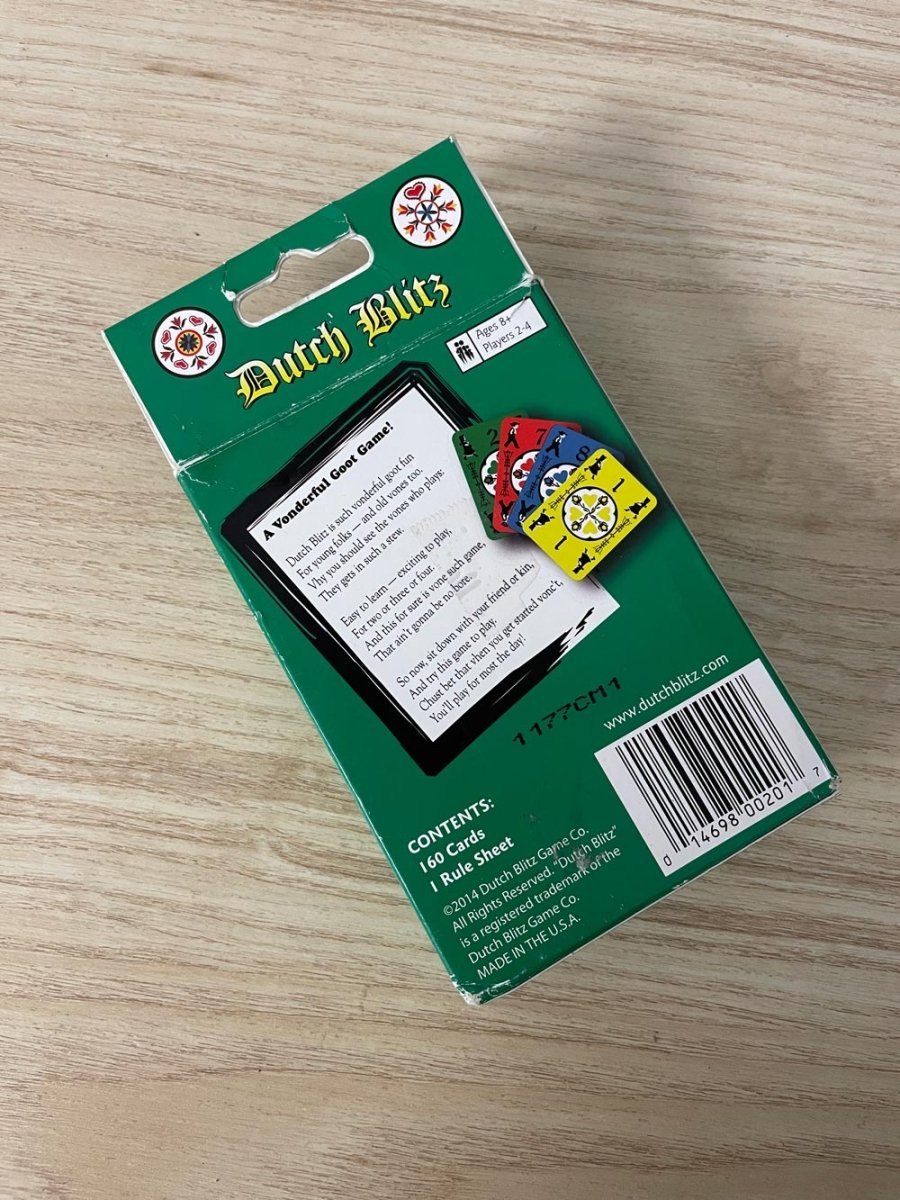 Dutch Blitz
Ages 8+
Players 2-4
A Vonderful Goot Game!
Dutch Blitz is such vonderful goot fun
For young folks — and old vones too.
Vhy you should see the vones who plays:
They gets in such a stew.
Easy to learn — exciting to play,
For two or three or four.
And this for sure is vone such game,
That ain't gonna be no bore.
So now, sit down with your friend or kin,
And try this game to play.
Chust bet that vhen you get started vonc't,
You'll play for most the day!
2
7
8
1
1
1177CM1
www.dutchblitz.com
0 14698 00201 7
CONTENTS:
160 Cards
1 Rule Sheet
©2014 Dutch Blitz Game Co.
All Rights Reserved. "Dutch Blitz"
is a registered trademark of the
Dutch Blitz Game Co.
MADE IN THE U.S.A.